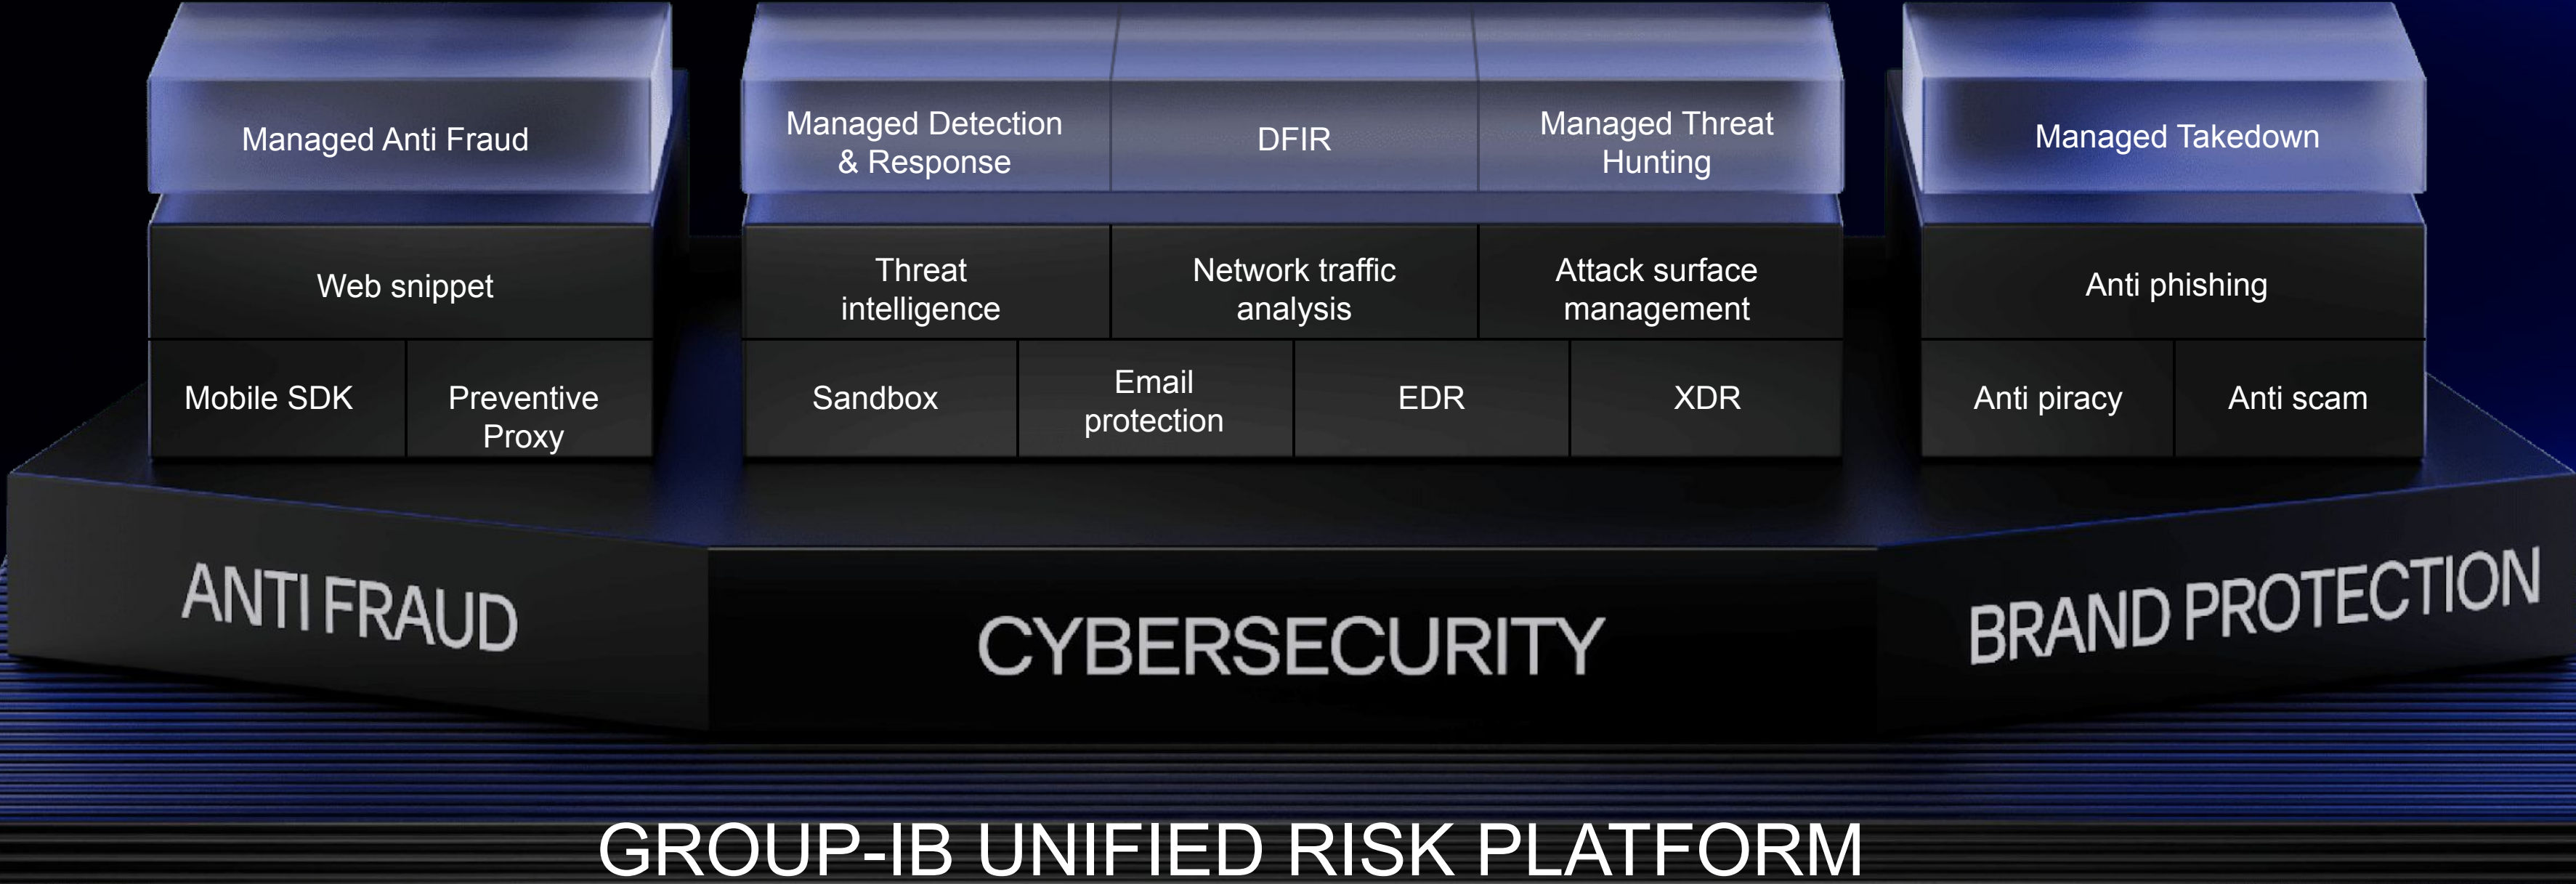 Managed Anti Fraud
Managed Detection
& Response
DFIR
Managed Threat
Hunting
Managed Takedown
Web snippet
Threat
intelligence
Network traffic
analysis
Attack surface
management
Anti phishing
Mobile SDK
Preventive
Proxy
Sandbox
Email
protection
EDR
XDR
Anti piracy
Anti scam
ANTI FRAUD
CYBERSECURITY
BRAND PROTECTION
GROUP-IB UNIFIED RISK PLATFORM